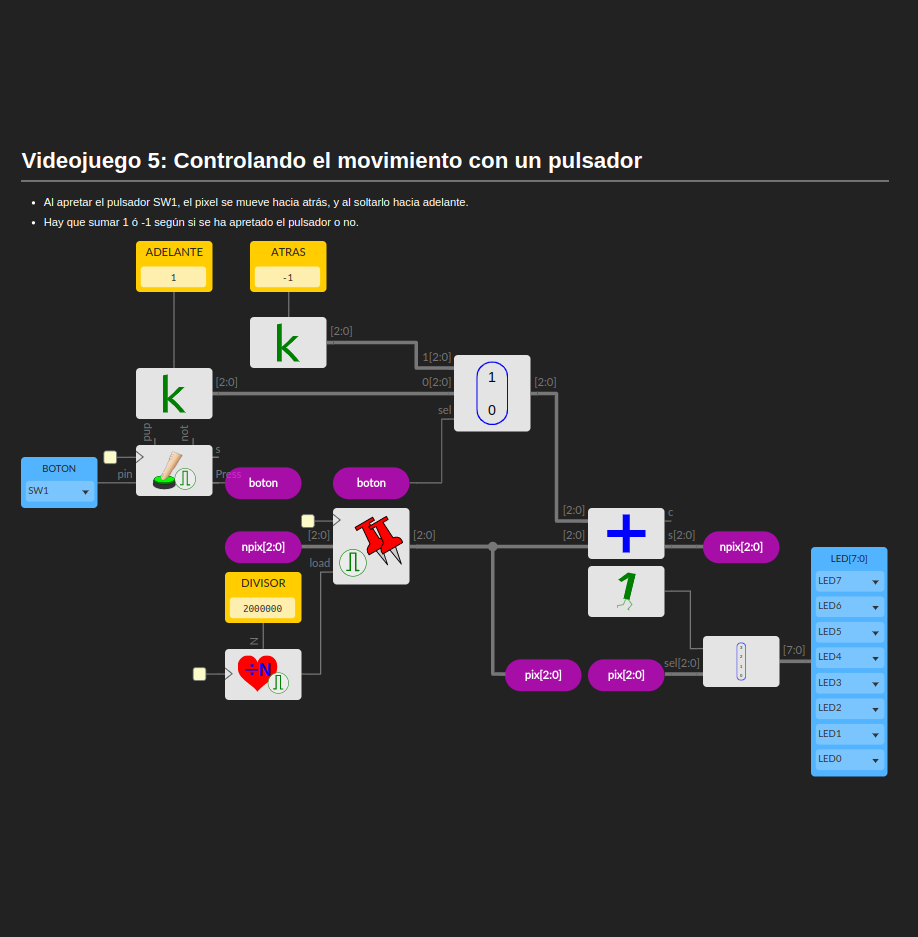 Videojuego 5: Controlando el movimiento con un pulsador
Al apretar el pulsador SW1, el pixel se mueve hacia atrás, y al soltarlo hacia adelante.
Hay que sumar 1 ó -1 según si se ha apretado el pulsador o no.
ADELANTE
1
ATRAS
-1
k
[2:0]
k
[2:0]
1[2:0]
0[2:0]
sel
1
0
[2:0]
pup
not
s
pin
Press
BOTON
SW1
boton
boton
npix[2:0]
[2:0]
load
[2:0]
[2:0]
[2:0]
c
s[2:0]
npix[2:0]
DIVISOR
2000000
N
÷N
1
pix[2:0]
pix[2:0]
sel[2:0]
[7:0]
LED[7:0]
LED7
LED6
LED5
LED4
LED3
LED2
LED1
LED0